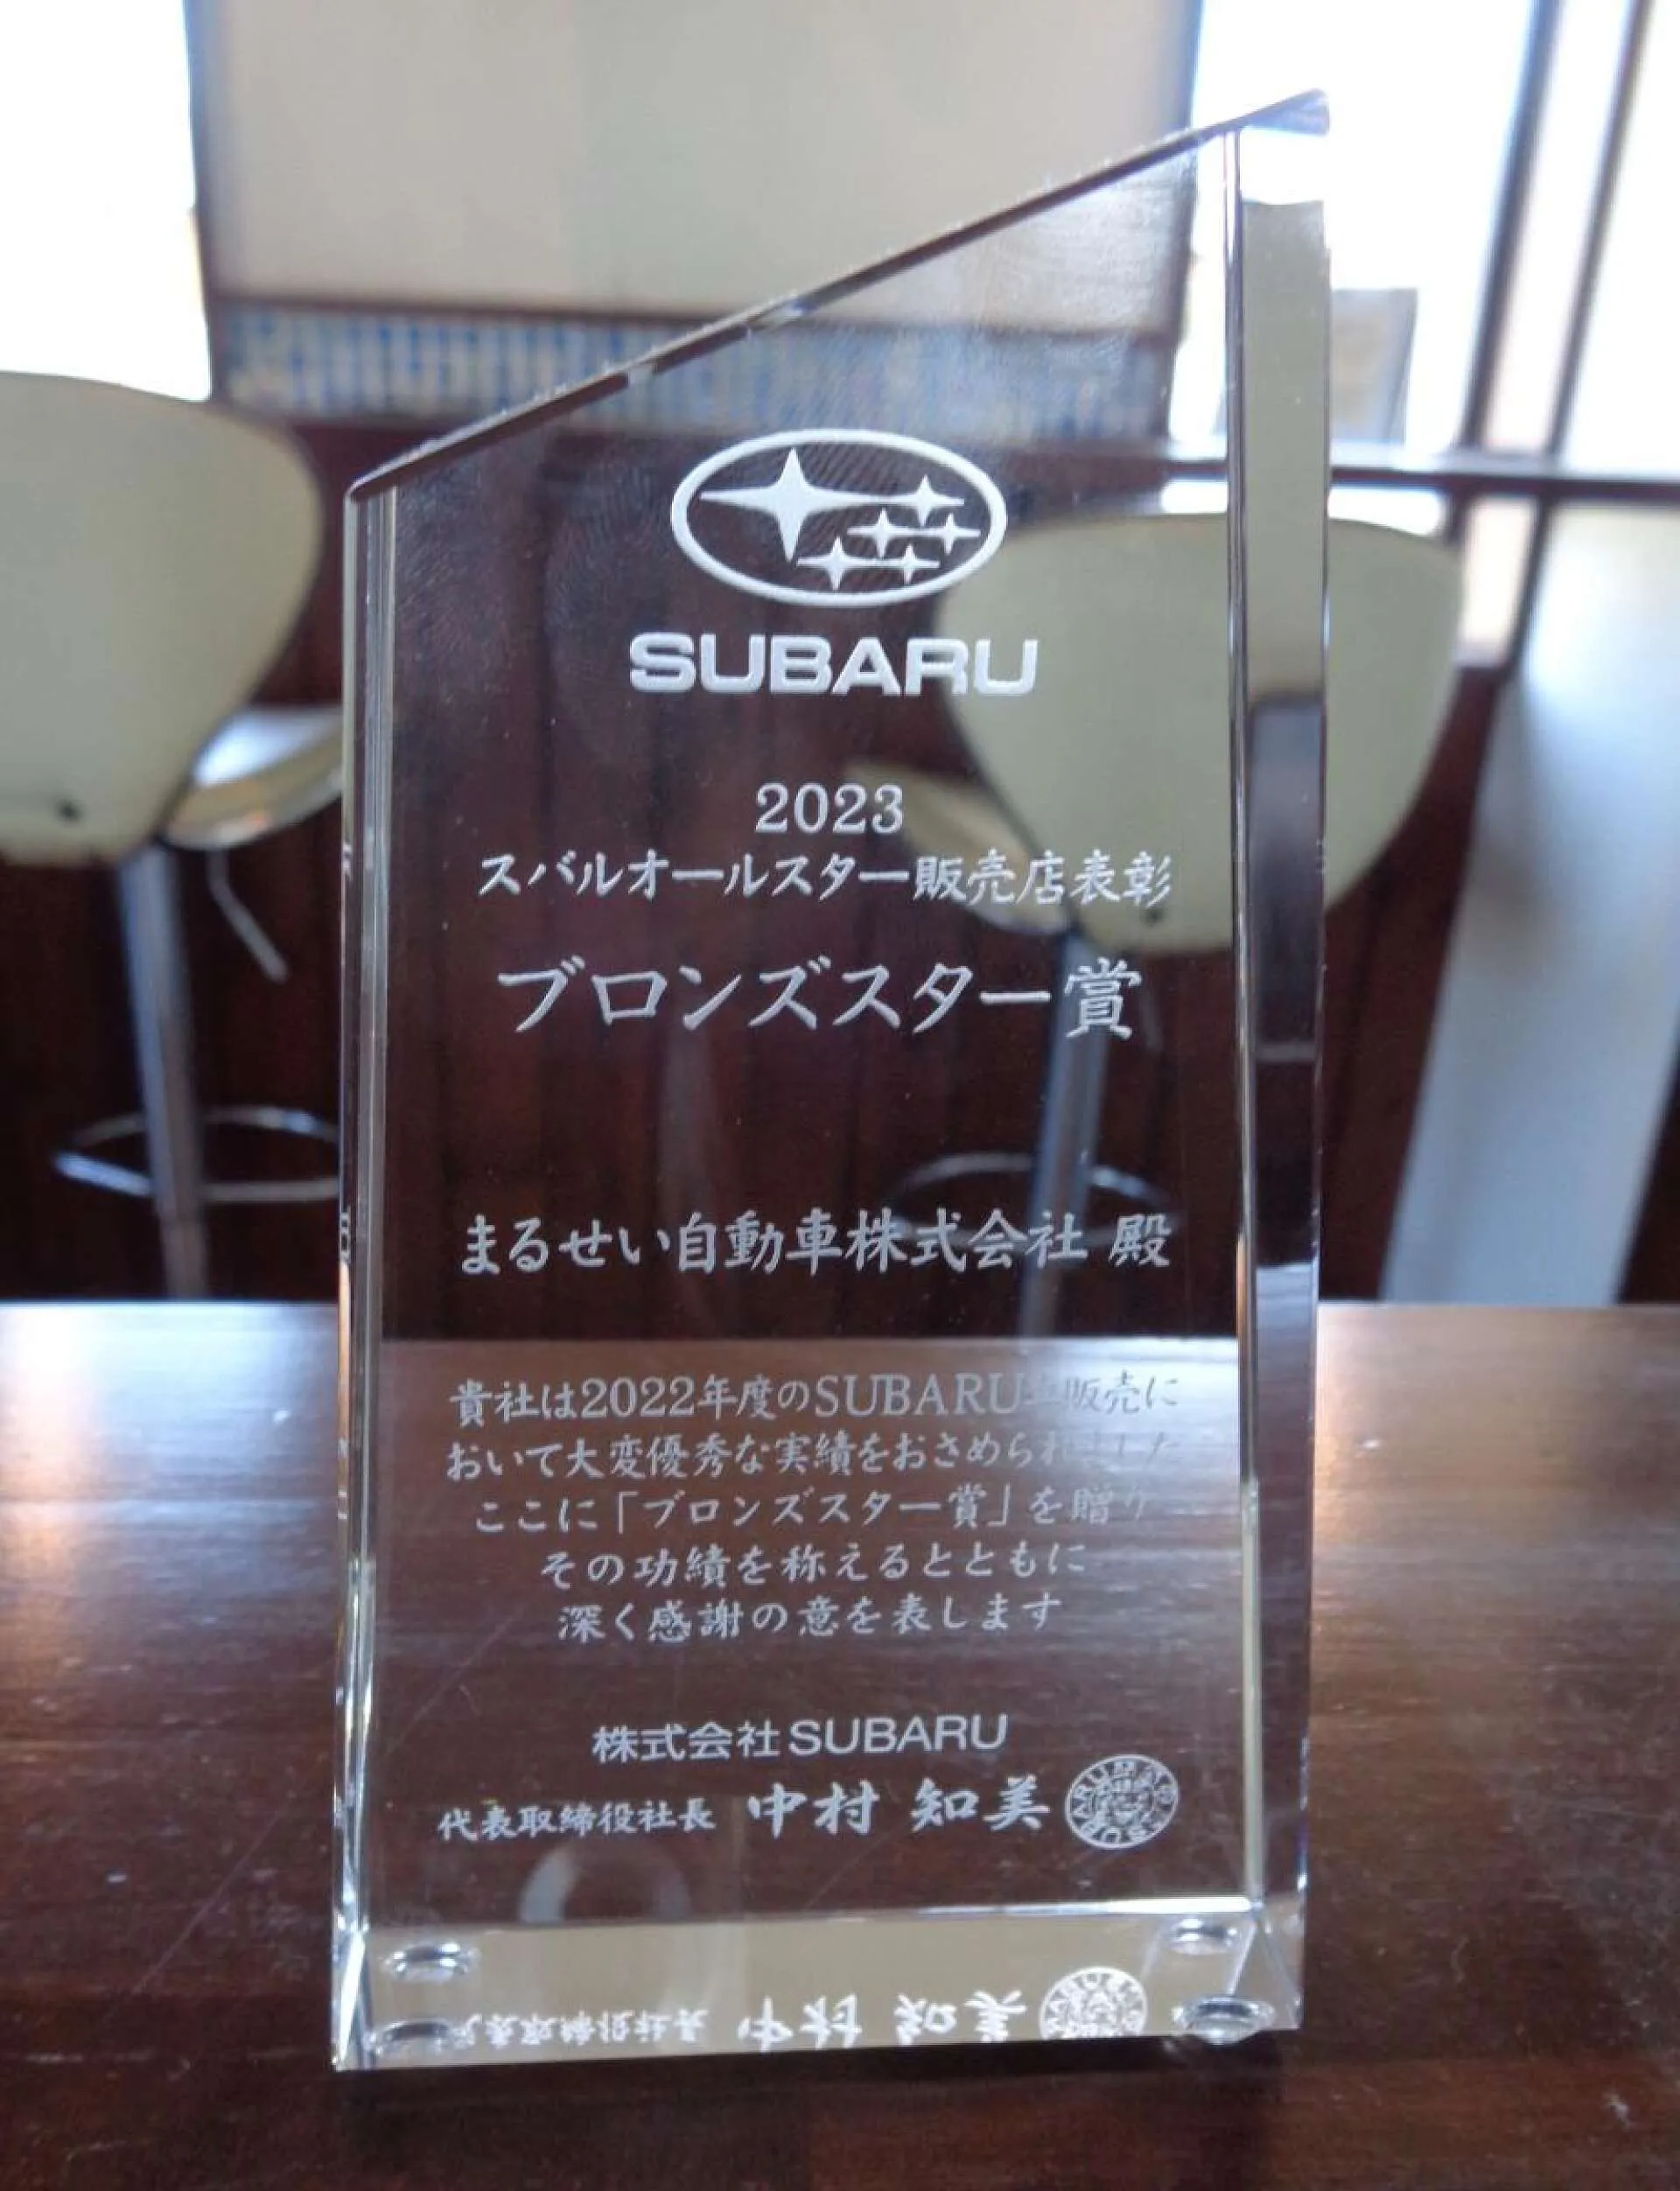 SUBARU
2023
スバルオールスター販売店表彰
ブロンズスター賞
まるせい自動車株式会社 殿
貴社は2022年度のSUBARU車販売に
おいて大変優秀な実績をおさめられました
ここに「ブロンズスター賞」を贈り
その功績を称えるとともに
深く感謝の意を表します
株式会社SUBARU
代表取締役社長 中村 知美